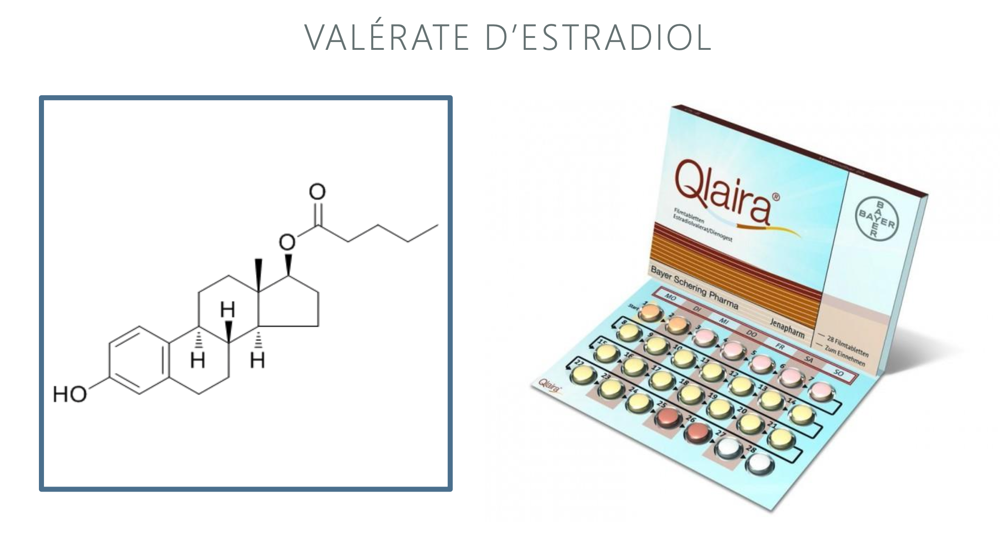 VALÉRATE D’ESTRADIOL
O
O
H
H
H
HO
Qlaira®
Filmtabletten
Estradiolvalerat/Dienogest
BAYER
BAYER
Bayer Schering Pharma
Jenapharm
28 Filmtabletten
Zum Einnehmen
MO DI MI DO FR SA SO
Start 1 2 3 4 5 6 7
8 9 10 11 12 13 14
15 16 17 18 19 20 21
22 23 24 25 26 27 28
Qlaira®